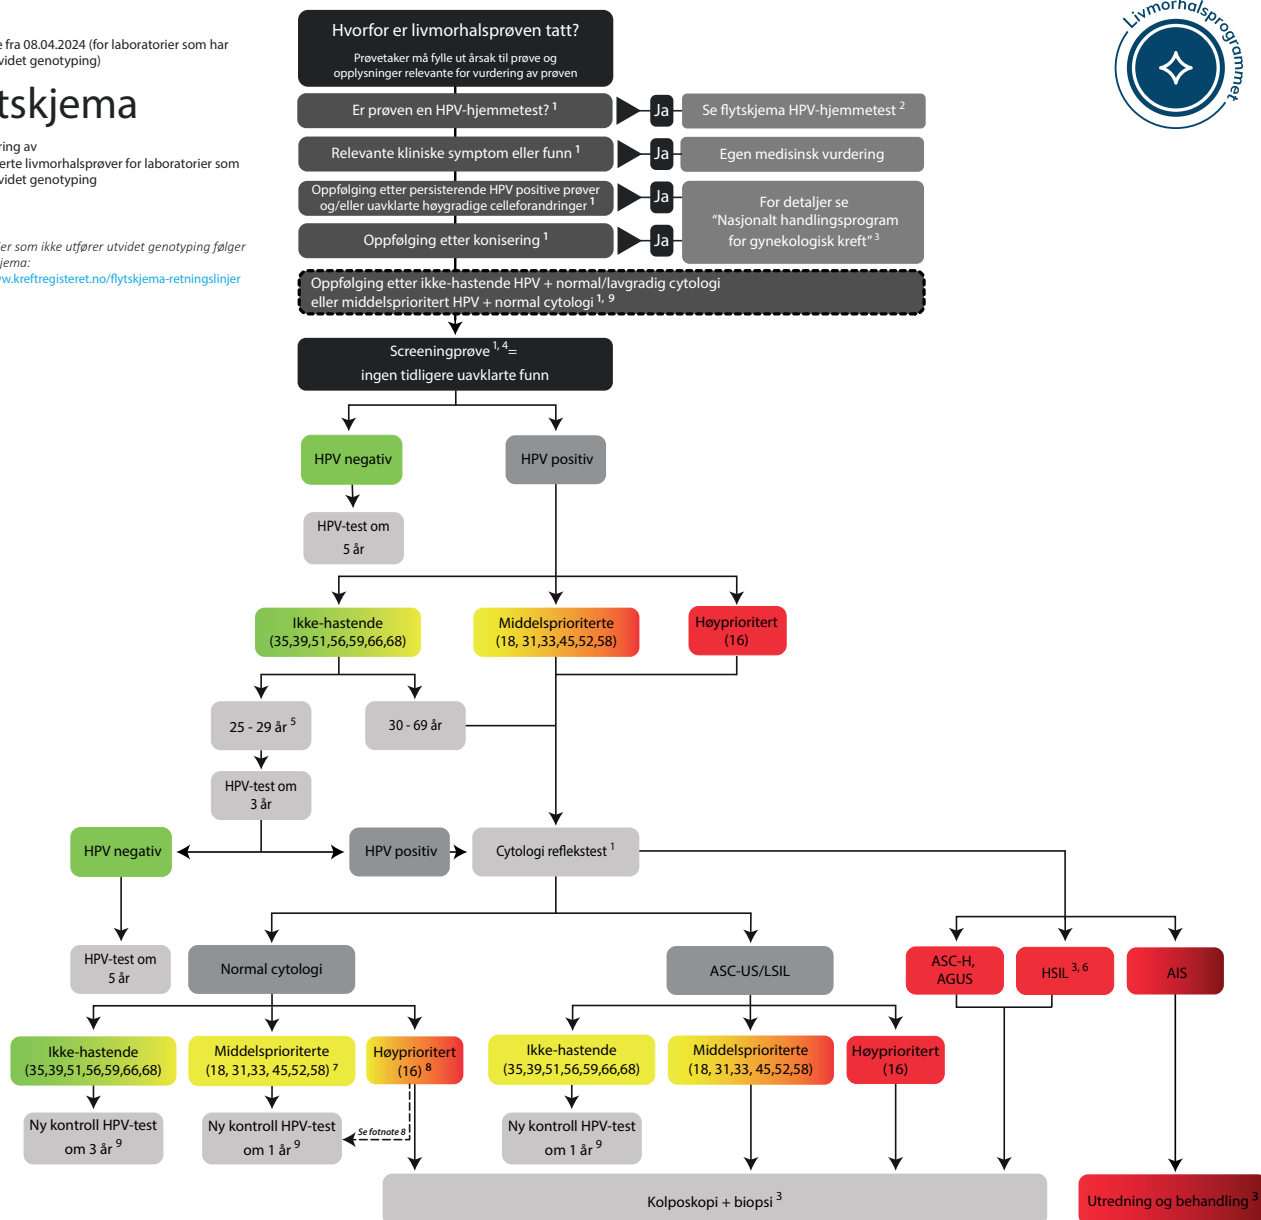 Livmorhalsprogrammet
fra 08.04.2024 (for laboratorier som har
genotyping)
Hvorfor er livmorhalsprøven tatt?
Prøvetaker må fylle ut årsak til prøve og
opplysninger relevante for vurdering av prøven
av
livmorhalsprøver for laboratorier som
genotyping
som ikke utfører utvidet genotyping følger
www.kreftregisteret.no/flytskjema-retningslinjer
Er prøven en HPV-hjemmetest? 1
Ja
Se flytskjema HPV-hjemmetest 2
Relevante kliniske symptom eller funn 1
Ja
Egen medisinsk vurdering
Oppfølging etter persisterende HPV positive prøver
og/eller uavklarte høygradige celleforandringer 1
Ja
Oppfølging etter konisering 1
Ja
For detaljer se
“Nasjonalt handlingsprogram
for gynekologisk kreft” 3
Oppfølging etter ikke-hastende HPV + normal/lavgradig cytologi
eller middelsprioritert HPV + normal cytologi 1, 9
Screeningprøve 1, 4 =
ingen tidligere uavklarte funn
HPV negativ
HPV positiv
HPV-test om
5 år
Ikke-hastende
(35,39,51,56,59,66,68)
Middelsprioriterte
(18, 31,33,45,52,58)
Høyprioritert
(16)
25 - 29 år 5
30 - 69 år
HPV-test om
3 år
HPV negativ
HPV positiv
Cytologi reflekstest 1
HPV-test om
5 år
Normal cytologi
ASC-US/LSIL
ASC-H,
AGUS
HSIL 3, 6
AIS
Ikke-hastende
(35,39,51,56,59,66,68)
Middelsprioriterte
(18, 31,33, 45,52,58) 7
Høyprioritert
(16) 8
Ikke-hastende
(35,39,51,56,59,66,68)
Middelsprioriterte
(18, 31,33, 45,52,58)
Høyprioritert
(16)
Ny kontroll HPV-test
om 3 år 9
Ny kontroll HPV-test
om 1 år 9
Se fotnote 8
Ny kontroll HPV-test
om 1 år 9
Kolposkopi + biopsi 3
Utredning og behandling 3